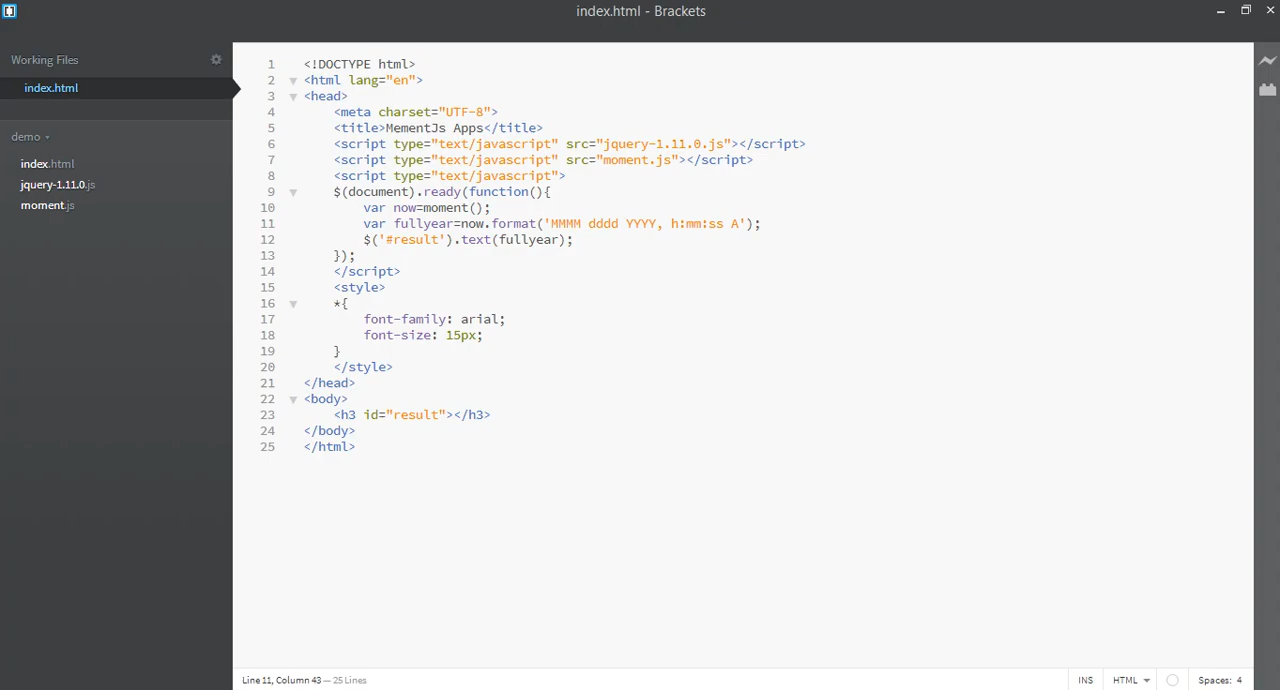 index.html - Brackets
Working Files
index.html
demo
index.html
jquery-1.11.0.js
moment.js
1 <!DOCTYPE html>
2 <html lang="en">
3 <head>
4     <meta charset="UTF-8">
5     <title>MementJs Apps</title>
6     <script type="text/javascript" src="jquery-1.11.0.js"></script>
7     <script type="text/javascript" src="moment.js"></script>
8     <script type="text/javascript">
9     $(document).ready(function(){
10         var now=moment();
11         var fullyear=now.format('MMMM dddd YYYY, h:mm:ss A');
12         $('#result').text(fullyear);
13     });
14     </script>
15     <style>
16     *{
17         font-family: arial;
18         font-size: 15px;
19     }
20     </style>
21 </head>
22 <body>
23     <h3 id="result"></h3>
24 </body>
25 </html>
Line 11, Column 43 — 25 Lines
INS
HTML
Spaces: 4